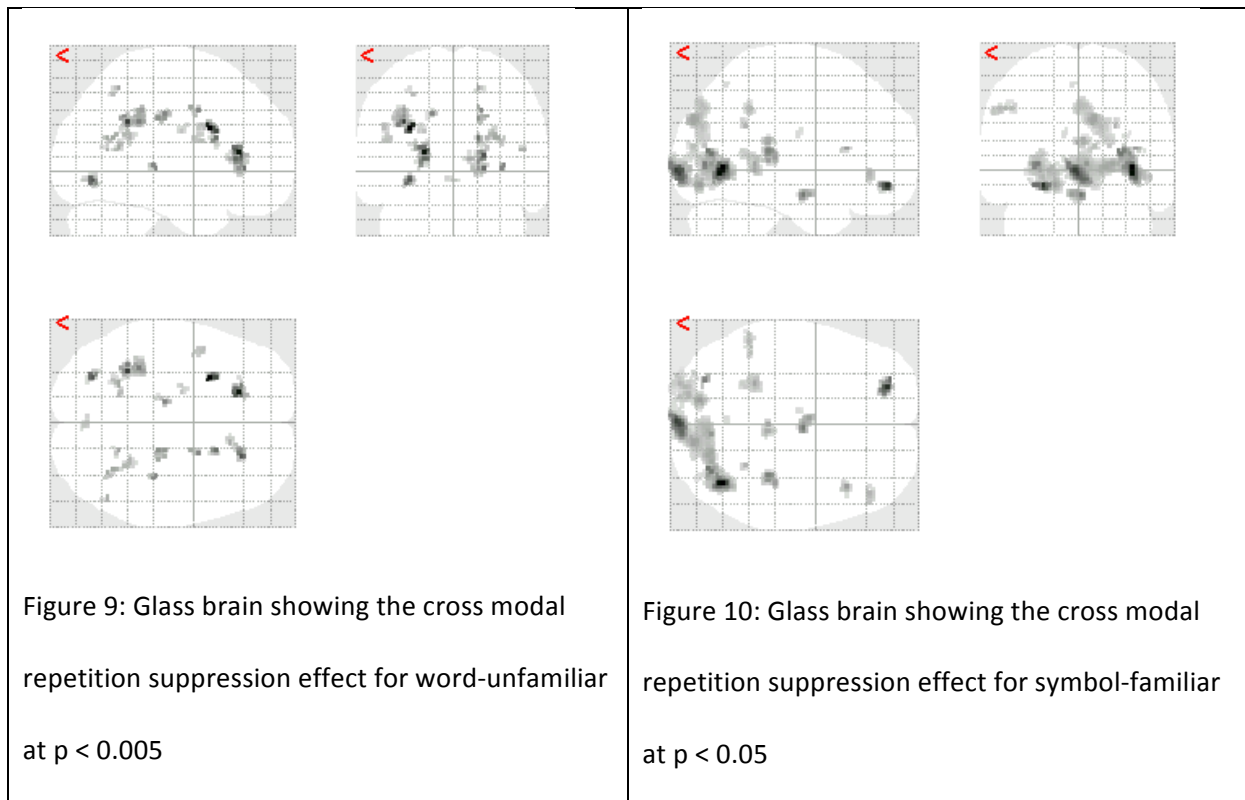 Figure 9: Glass brain showing the cross modal
repetition suppression effect for word-unfamiliar
at p < 0.005
Figure 10: Glass brain showing the cross modal
repetition suppression effect for symbol-familiar
at p < 0.05